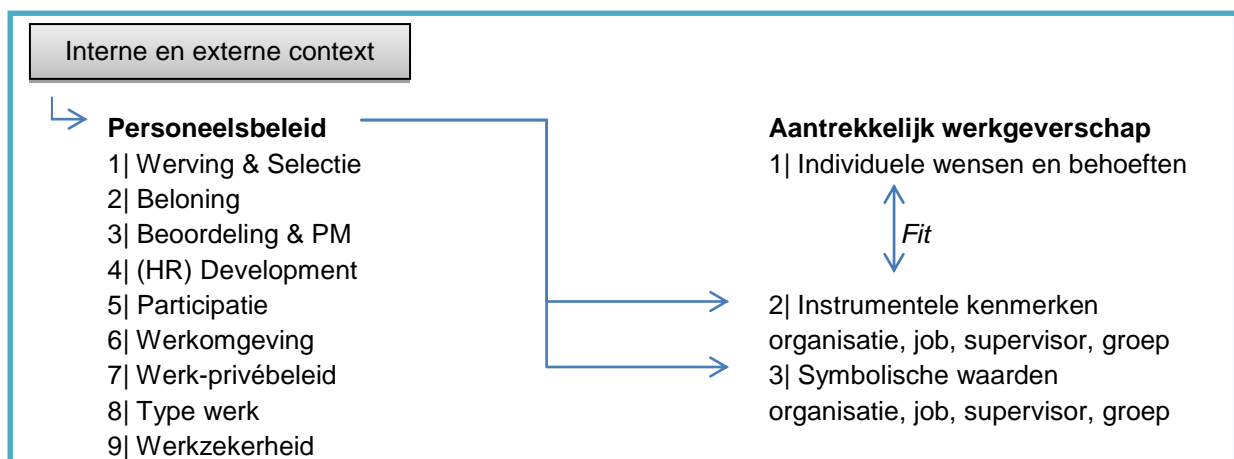 Interne en externe context
Personeelsbeleid
1| Werving & Selectie
2| Beloning
3| Beoordeling & PM
4| (HR) Development
5| Participatie
6| Werkomgeving
7| Werk-privébeleid
8| Type werk
9| Werkzekerheid
Aantrekkelijk werkgeverschap
1| Individuele wensen en behoeften
Fit
2| Instrumentele kenmerken
organisatie, job, supervisor, groep
3| Symbolische waarden
organisatie, job, supervisor, groep